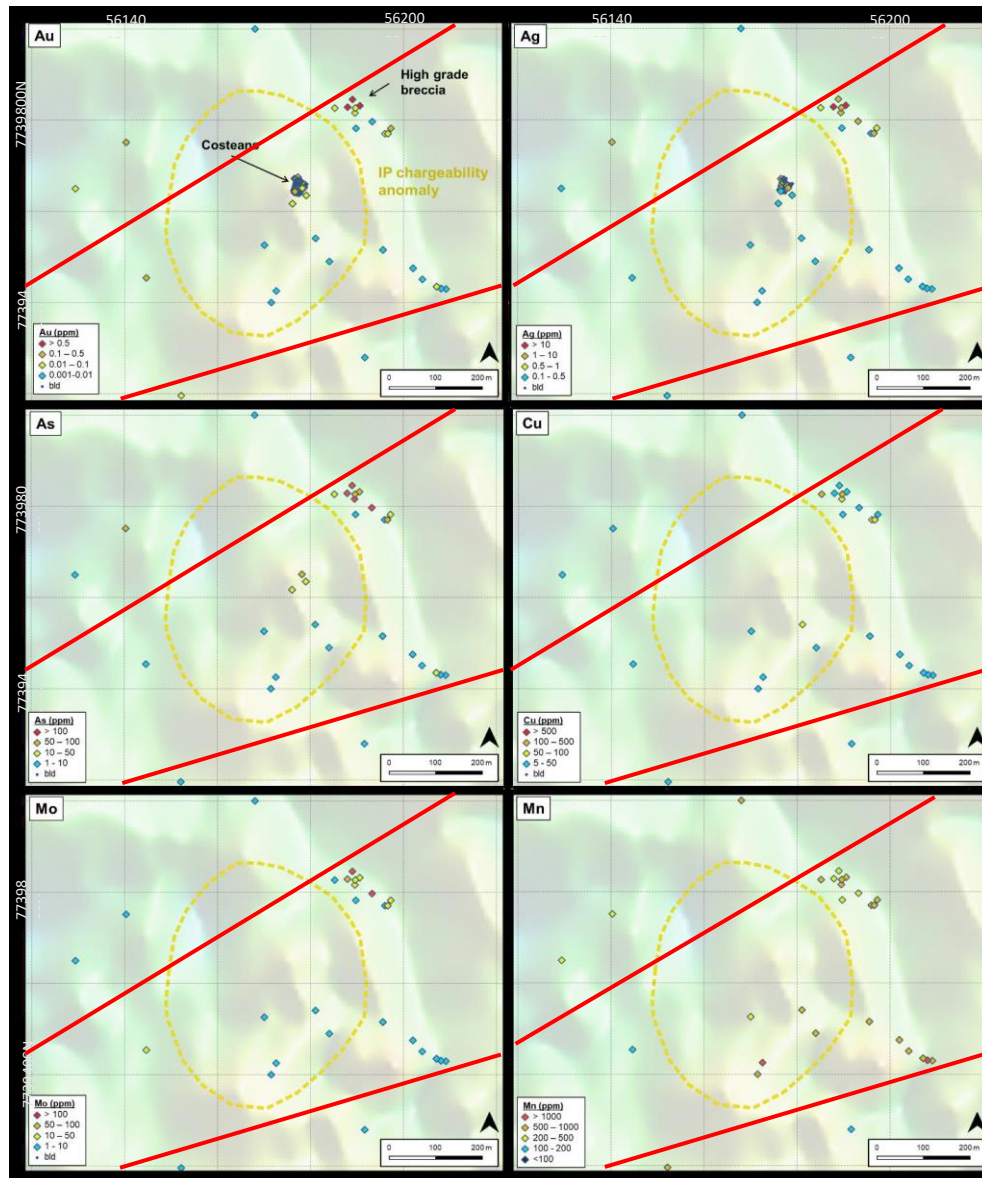 56140
56200
56140
56200
Au
Ag
High grade
breccia
7739800N
Costeans
IP chargeability
anomaly
77394
Au (ppm)
> 0.5
0.1 – 0.5
0.01 – 0.1
0.001-0.01
bld
0 100 200 m
Ag (ppm)
> 10
1 – 10
0.5 – 1
0.1 - 0.5
bld
0 100 200 m
As
Cu
773980
77394
As (ppm)
> 100
50 – 100
10 – 50
1 - 10
bld
0 100 200 m
Cu (ppm)
> 500
100 – 500
50 – 100
5 - 50
bld
0 100 200 m
Mo
Mn
77398
Mo (ppm)
> 100
50 – 100
10 – 50
1 - 10
bld
0 100 200 m
Mn (ppm)
> 1000
500 – 1000
200 – 500
100 - 200
<100
0 100 200 m